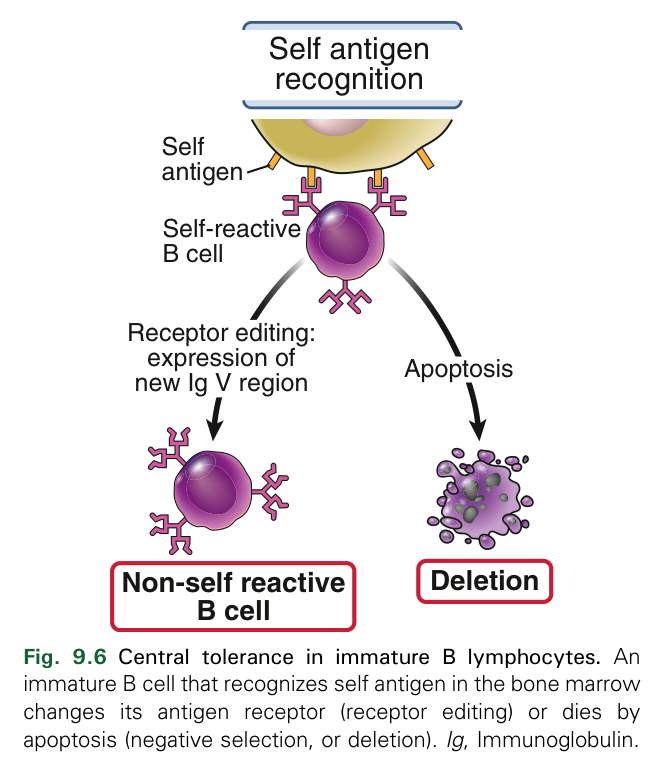 Self antigen
recognition
Self
antigen
Self-reactive
B cell
Receptor editing:
expression of
new Ig V region
Apoptosis
Non-self reactive
B cell
Deletion
Fig. 9.6 Central tolerance in immature B lymphocytes. An
immature B cell that recognizes self antigen in the bone marrow
changes its antigen receptor (receptor editing) or dies by
apoptosis (negative selection, or deletion). Ig, Immunoglobulin.